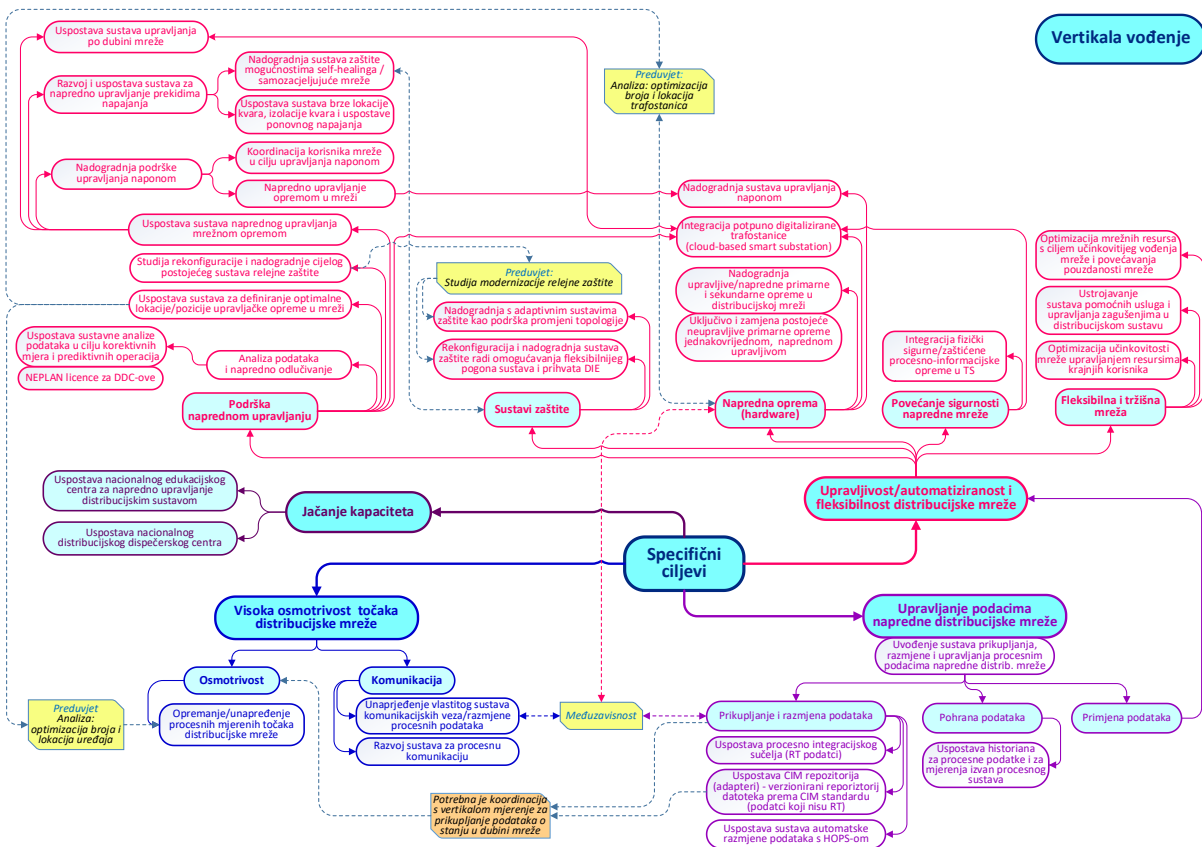 Vertikala vođenje
Uspostava sustava upravljanja
po dubini mreže
Nadogradnja sustava zaštite
mogućnostima self-healinga /
samozacjeljujuće mreže
Razvoj i uspostava sustava za
napredno upravljanje prekidima
napajanja
Uspostava sustava brze lokacije
kvara, izolacije kvara i uspostave
ponovnog napajanja
Preduvjet:
Analiza: optimizacija
broja i lokacija
trafostanica
Koordinacija korisnika mreže
u cilju upravljanja naponom
Nadogradnja podrške
upravljanja naponom
Napredno upravljanje
opremom u mreži
Nadogradnja sustava upravljanja
naponom
Uspostava sustava naprednog upravljanja
mrežnom opremom
Integracija potpuno digitalizirane
trafostanice
(cloud-based smart substation)
Optimizacija mrežnih resursa
s ciljem učinkovitijeg vođenja
mreže i povećavanja
pouzdanosti mreže
Studija rekonfiguracije i nadogradnje cijelog
postojećeg sustava relejne zaštite
Preduvjet:
Studija modernizacije relejne zaštite
Nadogradnja
upravljive/napredne primarne
i sekundarne opreme u
distribucijskoj mreži
Uspostava sustava za definiranje optimalne
lokacije/pozicije upravljačke opreme u mreži
Nadogradnja s adaptivnim sustavima
zaštite kao podrška promjeni topologije
Ustrojavanje
sustava pomoćnih usluga i
upravljanja zagušenjima u
distribucijskom sustavu
Uključivo i zamjena postojeće
neupravljive primarne opreme
jednakovrijednom,  naprednom
upravljivom
Uspostava sustavne analize
podataka u cilju korektivnih
mjera i prediktivnih operacija
Analiza podataka
i napredno odlučivanje
Rekonfiguracija i nadogradnja sustava
zaštite radi omogućavanja fleksibilnijeg
pogona sustava i prihvata DIE
Integracija fizički
sigurne/zaštićene
procesno-informacijske
opreme u TS
Optimizacija učinkovitosti
mreže upravljanjem resursima
krajnjih korisnika
NEPLAN licence za DDC-ove
Podrška
naprednom upravljanju
Sustavi zaštite
Napredna oprema
(hardware)
Povećanje sigurnosti
napredne mreže
Fleksibilna i tržišna
mreža
Uspostava nacionalnog edukacijskog
centra za napredno upravljanje
distribucijskim sustavom
Jačanje kapaciteta
Upravljivost/automatiziranost i
fleksibilnost distribucijske mreže
Uspostava nacionalnog
distribucijskog dispečerskog centra
Specifični
ciljevi
Visoka osmotrivost  točaka
distribucijske mreže
Upravljanje podacima
napredne distribucijske mreže
Uvođenje sustava prikupljanja,
razmjene i upravljanja procesnim
podacima napredne distrib. mreže
Osmotrivost
Komunikacija
Preduvjet
Analiza:
optimizacija broja i
lokacija uređaja
Opremanje/unapređenje
procesnih mjerenih točaka
distribucijske mreže
Unaprjeđenje vlastitog sustava
komunikacijskih veza/razmjene
procesnih podataka
Međuzavisnost
Prikupljanje i razmjena podataka
Pohrana podataka
Primjena podataka
Razvoj sustava za procesnu
komunikaciju
Uspostava procesno integracijskog
sučelja (RT podatci)
Uspostava historiana
za procesne podatke i za
mjerenja izvan procesnog
sustava
Uspostava CIM repozitorija
(adapteri) - verzionirani reporiztorij
datoteka prema CIM standardu
(podatci koji nisu RT)
Potrebna je koordinacija
s vertikalom mjerenje za
prikupljanje podataka o
stanju u dubini mreže
Uspostava sustava automatske
razmjene podataka s HOPS-om